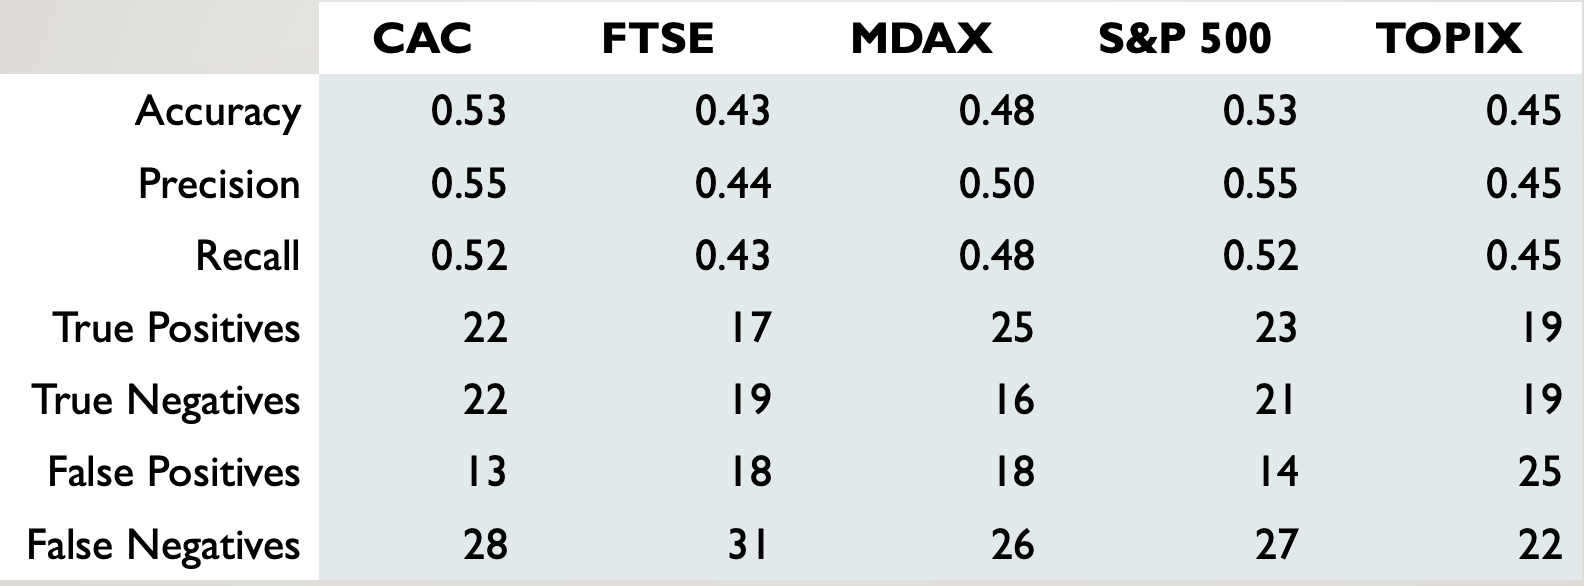 CAC FTSE MDAX S&P 500 TOPIX
Accuracy 0.53 0.43 0.48 0.53 0.45
Precision 0.55 0.44 0.50 0.55 0.45
Recall 0.52 0.43 0.48 0.52 0.45
True Positives 22 17 25 23 19
True Negatives 22 19 16 21 19
False Positives 13 18 18 14 25
False Negatives 28 31 26 27 22